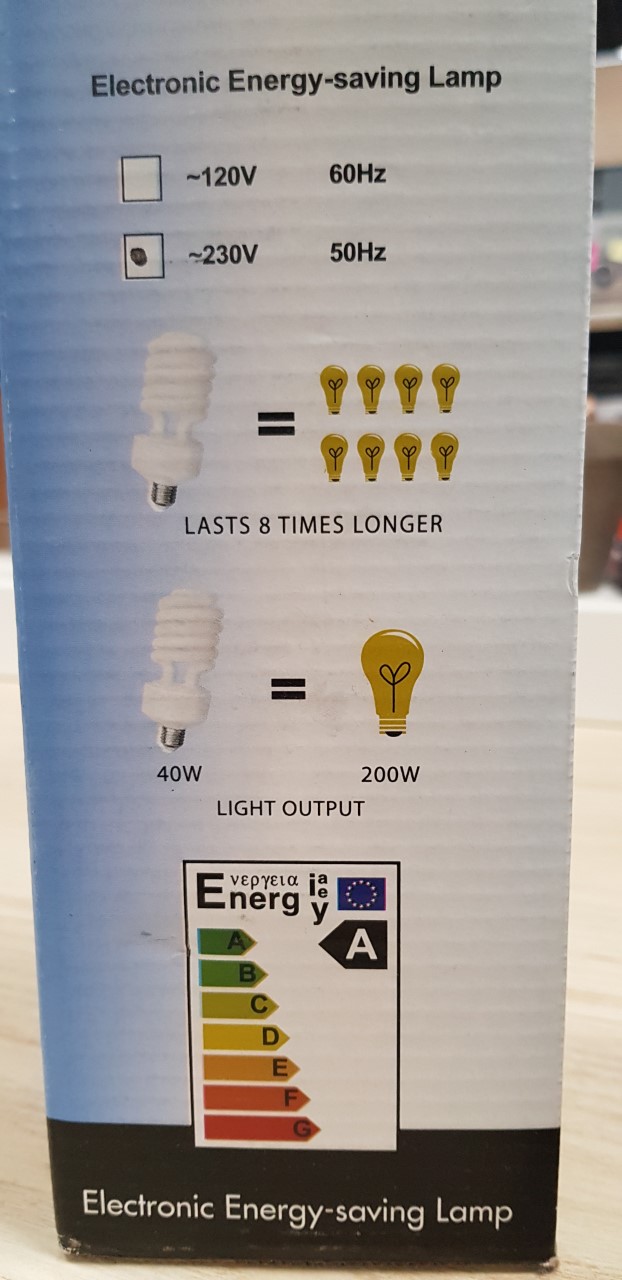 Electronic Energy-saving Lamp
~120V 60Hz
~230V 50Hz
=
LASTS 8 TIMES LONGER
=
40W 200W
LIGHT OUTPUT
Energ νεργεια ia e y
A A
B
C
D
E
F
G
Electronic Energy-saving Lamp